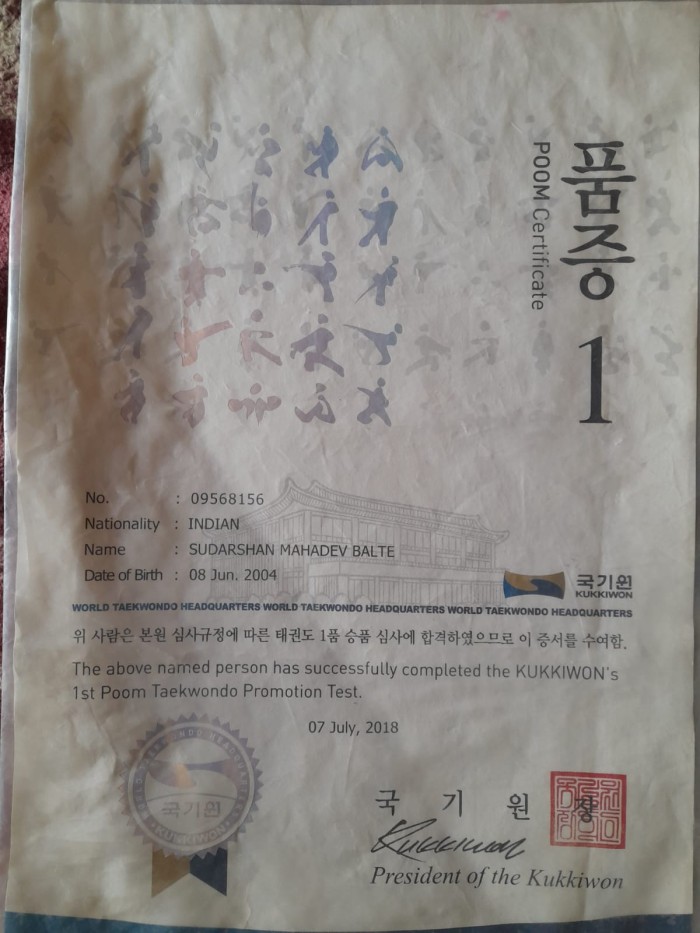 품증
POOM Certificate
1
No. : 09568156
Nationality : INDIAN
Name : SUDARSHAN MAHADEV BALTE
Date of Birth : 08 Jun. 2004
국기원
KUKKIWON
WORLD TAEKWONDO HEADQUARTERS WORLD TAEKWONDO HEADQUARTERS WORLD TAEKWONDO HEADQUARTERS
위 사람은 본원 심사규정에 따른 태권도 1품 승품 심사에 합격하였으므로 이 증서를 수여함.
The above named person has successfully completed the KUKKIWON's
1st Poom Taekwondo Promotion Test.
07 July, 2018
국기원
KUKKIWON
국 기 원 장
Kukkiwon
President of the Kukkiwon